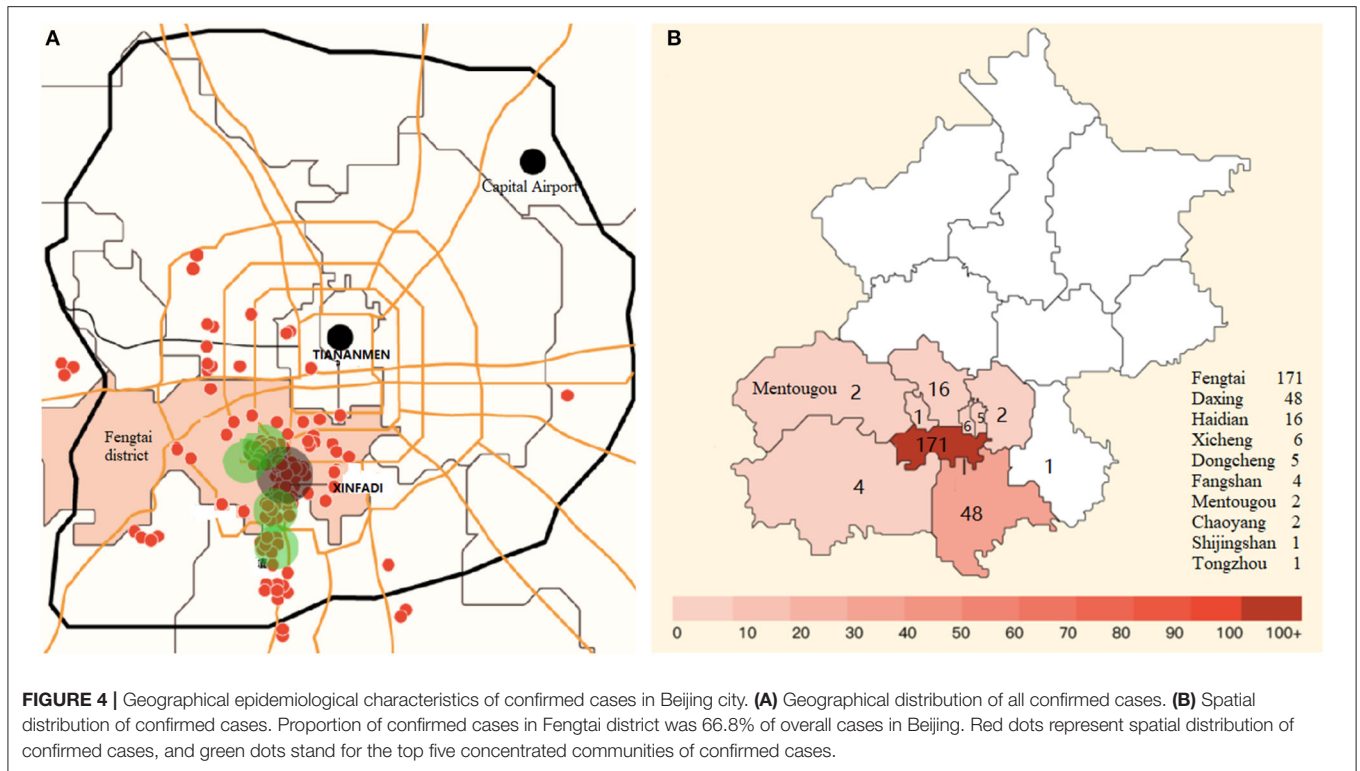 A
Capital Airport
TIANANMEN
Fengtai
district
XINFADI
B
Mentougou 2
16
1
6
5
2
171
4
48
1
Fengtai 171
Daxing 48
Haidian 16
Xicheng 6
Dongcheng 5
Fangshan 4
Mentougou 2
Chaoyang 2
Shijingshan 1
Tongzhou 1
0 10 20 30 40 50 60 70 80 90 100 100+
FIGURE 4 | Geographical epidemiological characteristics of confirmed cases in Beijing city. (A) Geographical distribution of all confirmed cases. (B) Spatial
distribution of confirmed cases. Proportion of confirmed cases in Fengtai district was 66.8% of overall cases in Beijing. Red dots represent spatial distribution of
confirmed cases, and green dots stand for the top five concentrated communities of confirmed cases.